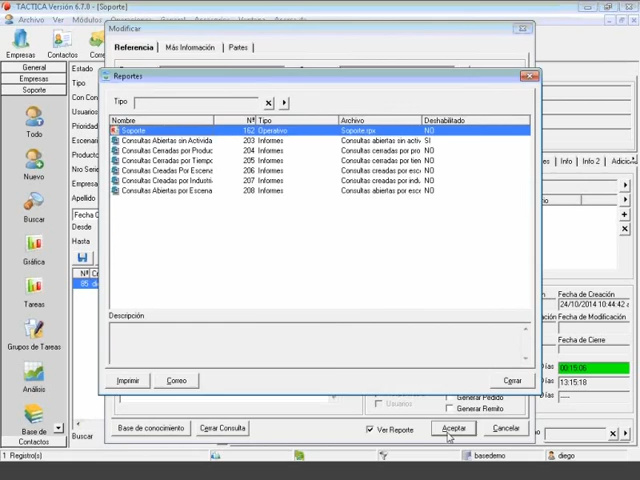 TACTICA Versión 6.7.0 - [Soporte]
Archivo Ver Módulos
Empresas Contactos
General
Empresas
Soporte
Todo
Nuevo
Buscar
Gráfica
Tareas
Grupos de Tareas
Análisis
Base de
Contactos
Estado
Tipo
Usuarios
Prioridad
Producto
Nro Serie
Empresa
Apellido
Fecha
Desde
Hasta
Nº
85
Buscar
Modificar
Referencia Más Información Partes
Reportes
Tipo
Nombre Nº Tipo Archivo Deshabilitado
Soporte 162 Operativo Soporte.rpx NO
Consultas Abiertas sin Activida 203 Informes Consultas abiertas sin activ SI
Consultas Cerradas por Produc 204 Informes Consultas cerradas por pro NO
Consultas Cerradas por Tiempo 205 Informes Consultas cerradas por tien NO
Consultas Creadas Por Escena 206 Informes Consultas creadas por esce NO
Consultas Creadas por Industri 207 Informes Consultas creadas por indu NO
Consultas Abiertas por Escena 208 Informes Consultas abiertas por esce NO
Descripción
Imprimir Correo Cerrar
Usuarios
Generar Pedido
Generar Remito
Base de conocimiento Cerrar Consulta Ver Reporte Aceptar Cancelar
Info Info 2 Adicio
Fecha de Creación
24/10/2014 10:44:42 a
Fecha de Modificación
Fecha de Cierre
Días 00:15:06
Días 13:15:18
Días ----
1 Registro(s) basedemo diego